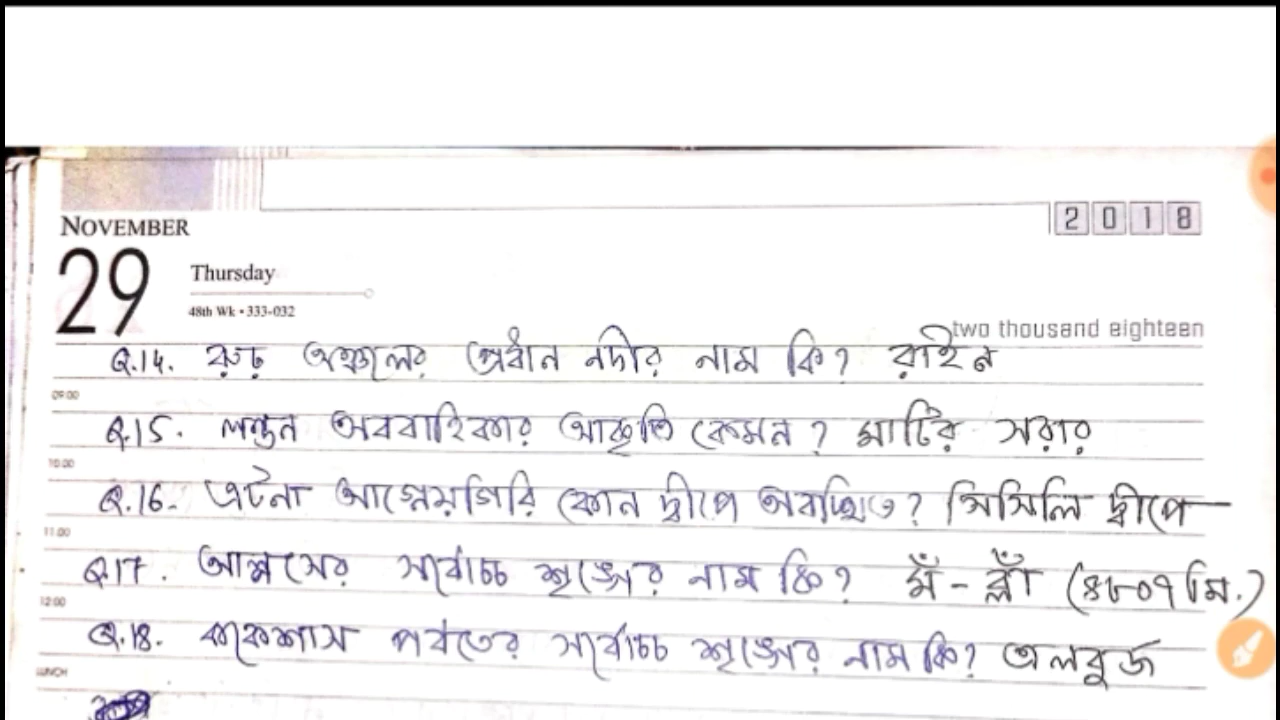 NOVEMBER
2018
29
Thursday
48th Wk • 333-032
two thousand eighteen
Q.14. রূঢ় অঞ্চলের প্রধান নদীর নাম কি? রাইন
09:00
Q.15. লন্ডন অববাহিকার আকৃতি কেমন? মাটির সরার
10:00
Q.16. এটনা আগ্নেয়গিরি কোন দ্বীপে অবস্থিত? সিসিলি দ্বীপে
11:00
Q.17. আল্পসের সর্বোচ্চ শৃঙ্গের নাম কি? মঁ - ব্লাঁ (৪৮০৭ মি.)
12:00
Q.18. ককেশাস পর্বতের সর্বোচ্চ শৃঙ্গের নাম কি? এলবুর্জ
LUNCH